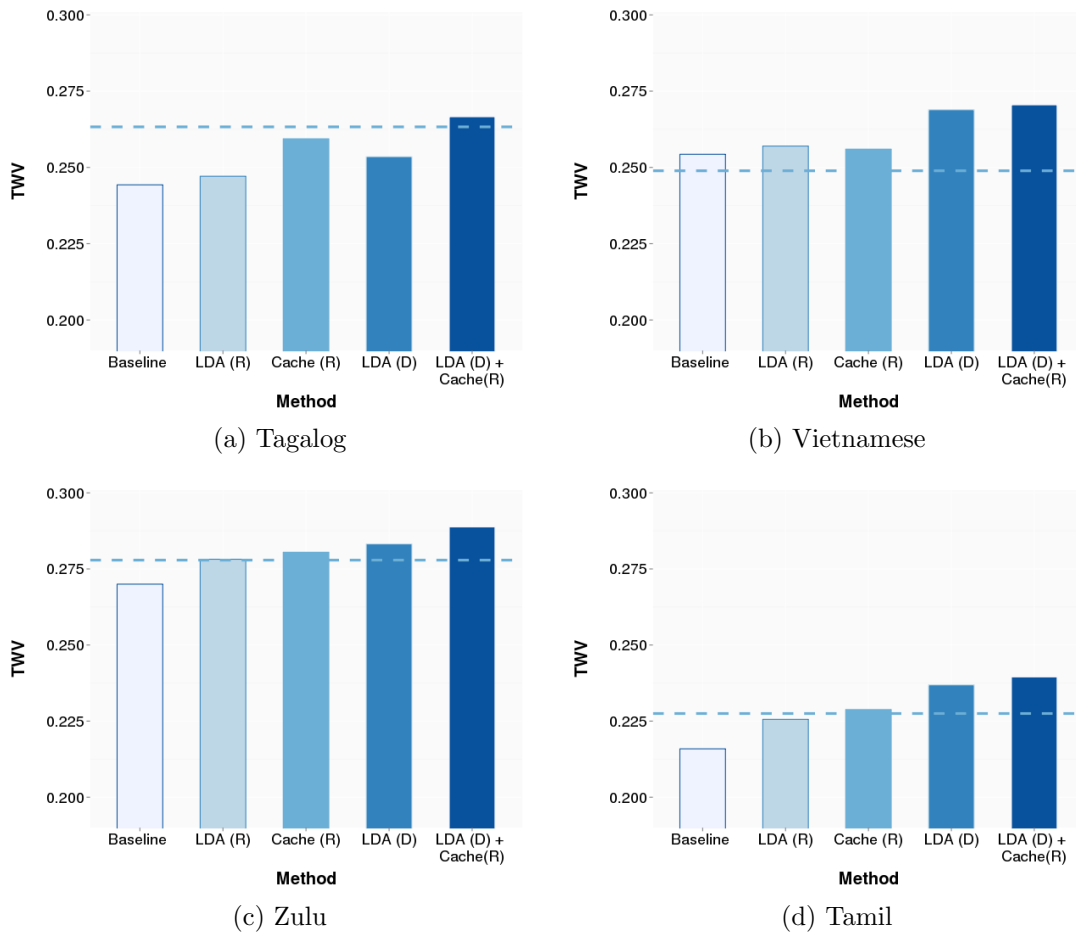 0.300
0.275
0.250
0.225
0.200
TWV
Baseline
LDA (R)
Cache (R)
LDA (D)
LDA (D) +
Cache(R)
Method
(a) Tagalog
0.300
0.275
0.250
0.225
0.200
TWV
Baseline
LDA (R)
Cache (R)
LDA (D)
LDA (D) +
Cache(R)
Method
(b) Vietnamese
0.300
0.275
0.250
0.225
0.200
TWV
Baseline
LDA (R)
Cache (R)
LDA (D)
LDA (D) +
Cache(R)
Method
(c) Zulu
0.300
0.275
0.250
0.225
0.200
TWV
Baseline
LDA (R)
Cache (R)
LDA (D)
LDA (D) +
Cache(R)
Method
(d) Tamil